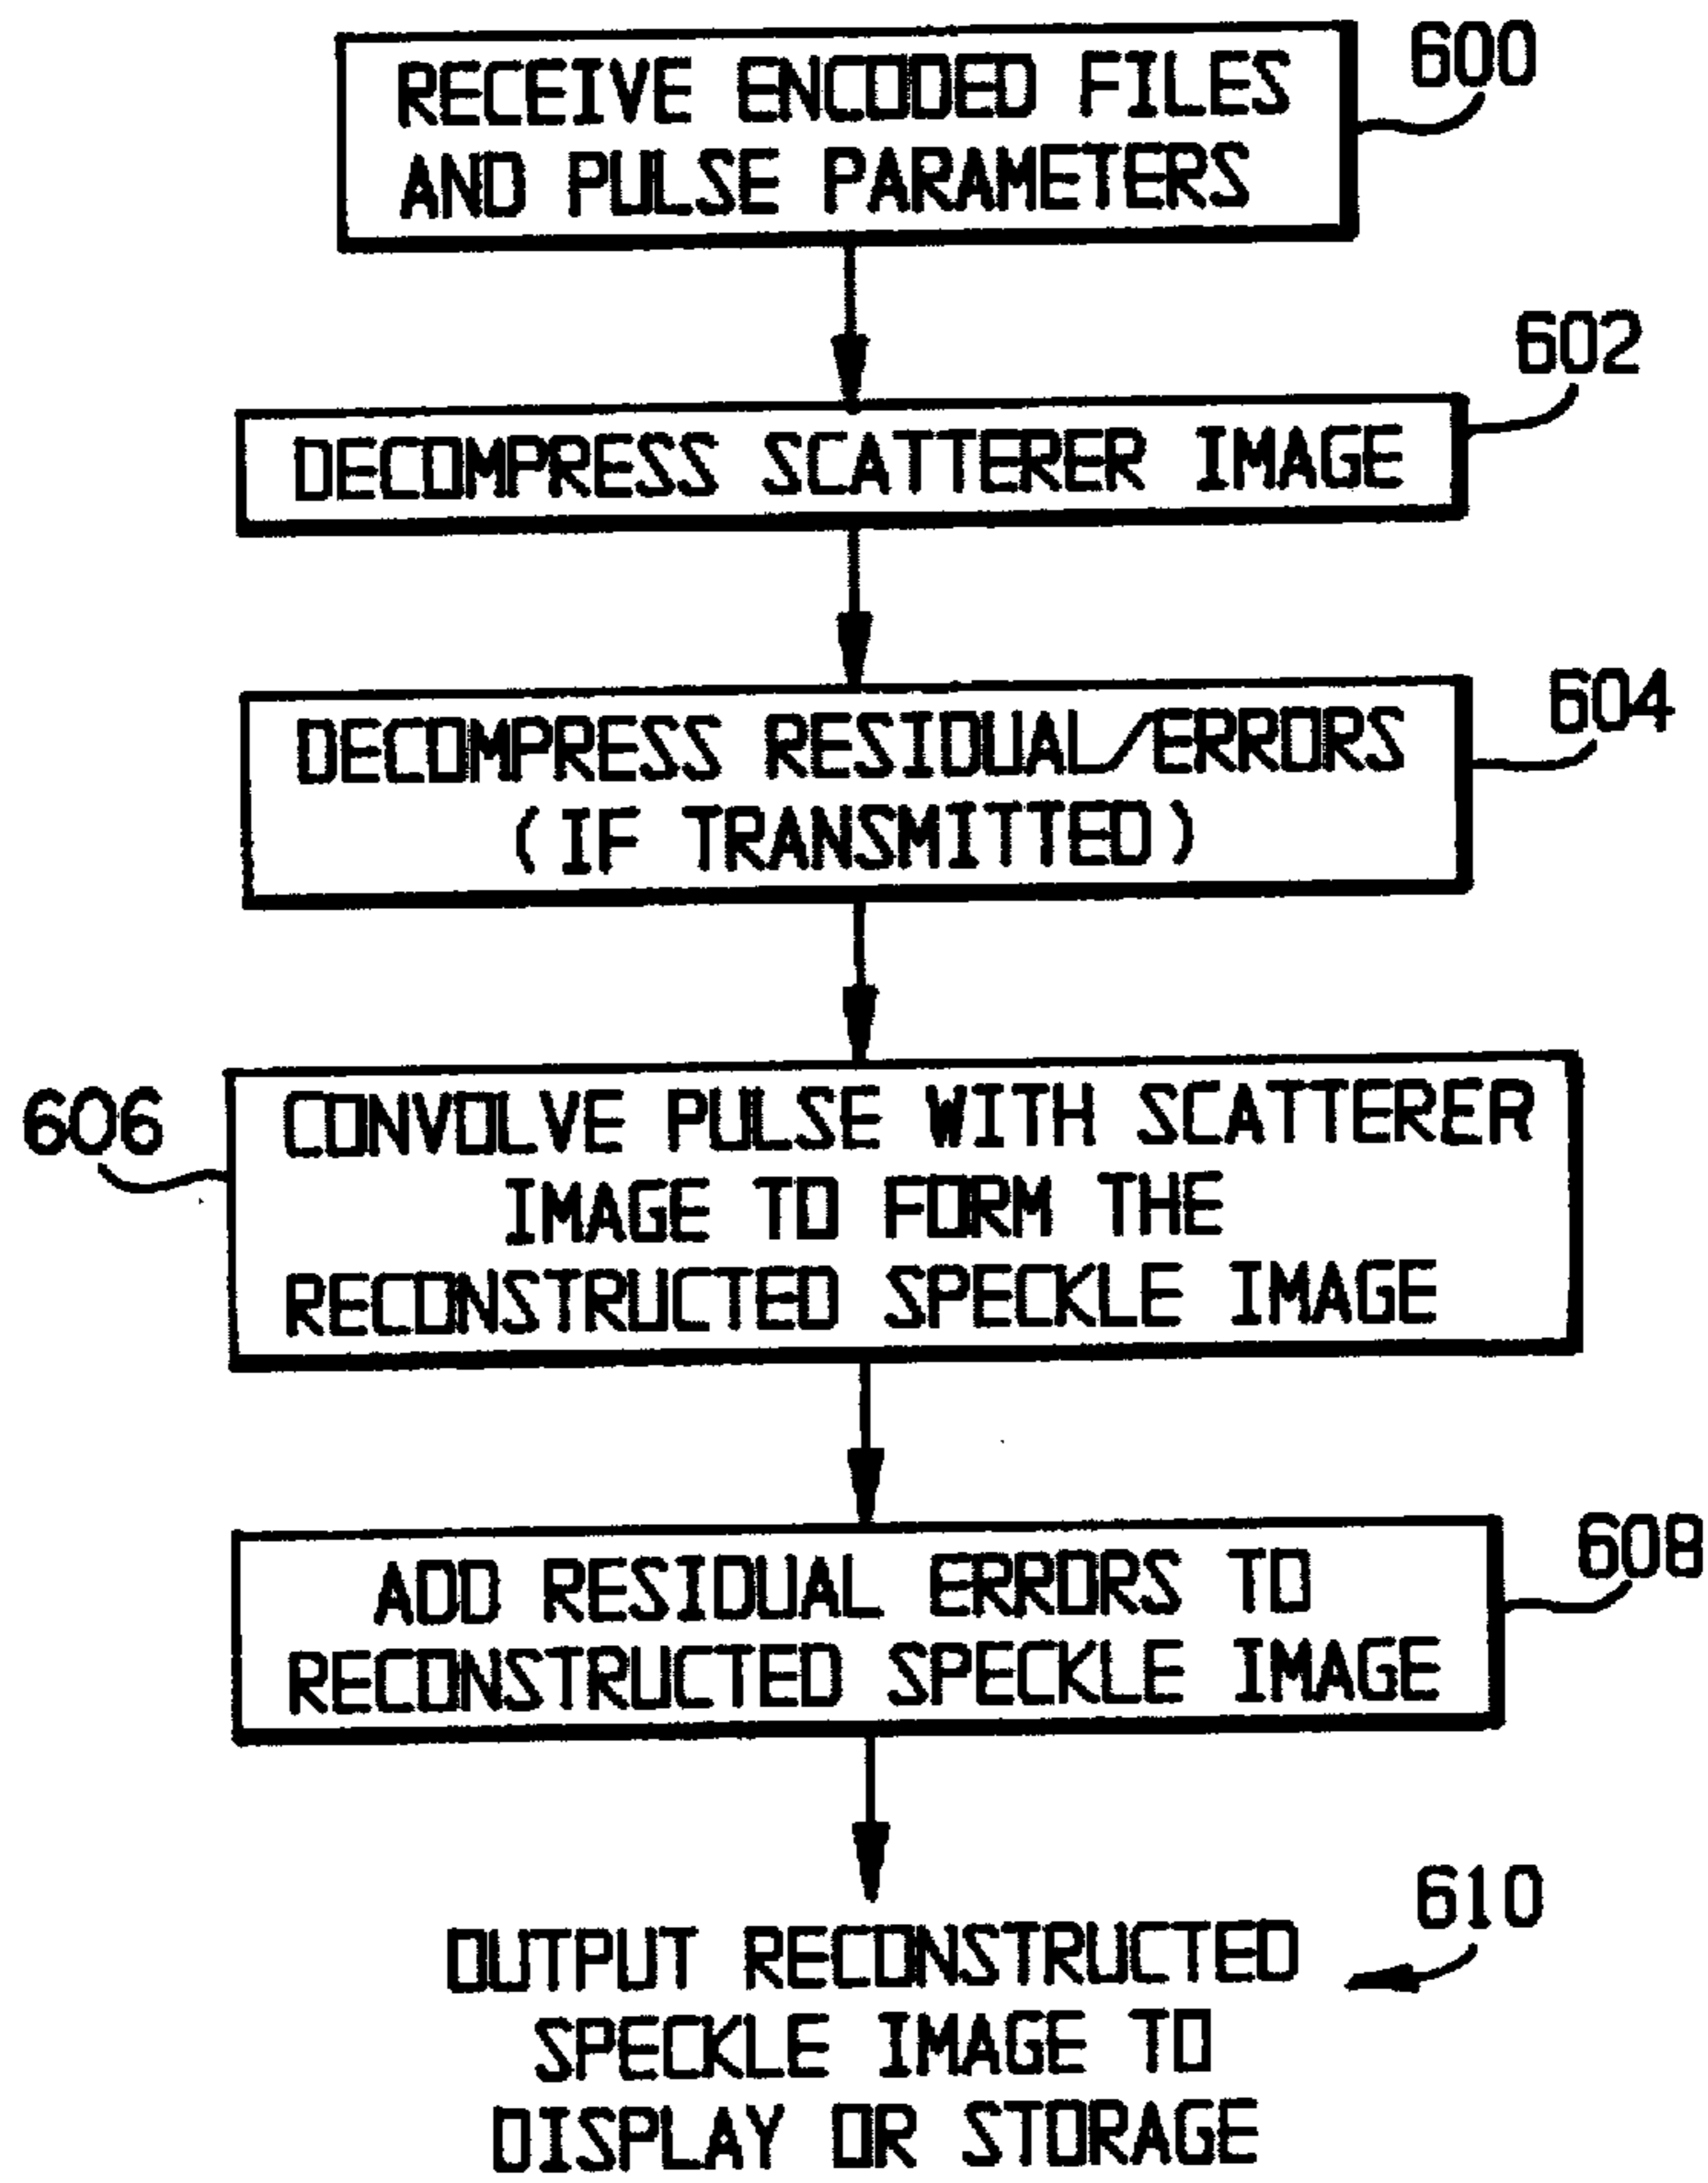 600
RECEIVE ENCODED FILES
AND PULSE PARAMETERS
602
DECOMPRESS SCATTERER IMAGE
604
DECOMPRESS RESIDUAL/ERRORS
(IF TRANSMITTED)
606
CONVOLVE PULSE WITH SCATTERER
IMAGE TO FORM THE
RECONSTRUCTED SPECKLE IMAGE
608
ADD RESIDUAL ERRORS TO
RECONSTRUCTED SPECKLE IMAGE
610
OUTPUT RECONSTRUCTED
SPECKLE IMAGE TO
DISPLAY OR STORAGE